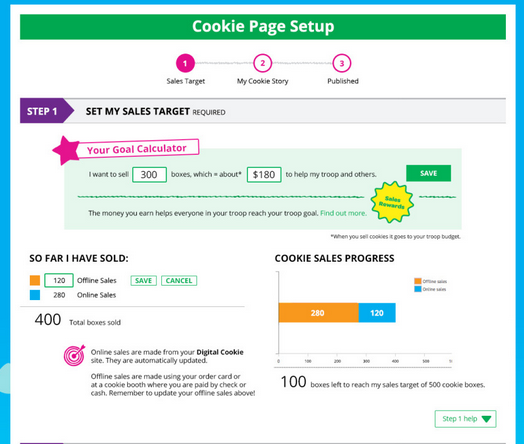 Cookie Page Setup
1
2
3
Sales Target
My Cookie Story
Published
STEP 1
SET MY SALES TARGET REQUIRED
Your Goal Calculator
I want to sell 300 boxes, which = about* $180 to help my troop and others.
SAVE
Sales
Rewards
The money you earn helps everyone in your troop reach your troop goal. Find out more.
*When you sell cookies it goes to your troop budget.
SO FAR I HAVE SOLD:
120 Offline Sales SAVE CANCEL
280 Online Sales
400 Total boxes sold
Online sales are made from your Digital Cookie
site. They are automatically updated.
Offline sales are made using your order card or
at a cookie booth where you are paid by check or
cash. Remember to update your offline sales above!
COOKIE SALES PROGRESS
Offline sales
Online sales
280 120
0 100 200 300 400 500
100 boxes left to reach my sales target of 500 cookie boxes.
Step 1 help